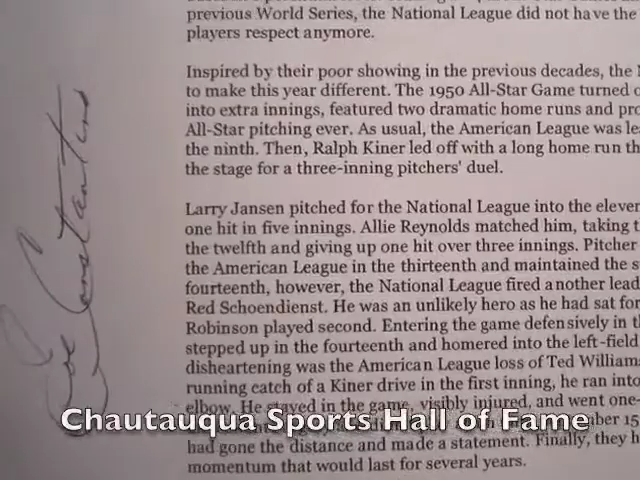 previous World Series, the National League did not have the
players respect anymore.
Inspired by their poor showing in the previous decades, the
to make this year different. The 1950 All-Star Game turned
into extra innings, featured two dramatic home runs and
All-Star pitching ever. As usual, the American League was
the ninth. Then, Ralph Kiner led off with a long home run
the stage for a three-inning pitchers' duel.
Larry Jansen pitched for the National League into the
one hit in five innings. Allie Reynolds matched him, taking
the twelfth and giving up one hit over three innings. Pitcher
the American League in the thirteenth and maintained the
fourteenth, however, the National League fired another
Red Schoendienst. He was an unlikely hero as he had sat
Robinson played second. Entering the game defensively in
stepped up in the fourteenth and homered into the left-field
disheartening was the American League loss of Ted
running catch of a Kiner drive in the first inning, he ran into
elbow. He stayed in the game, visibly injured, and went
Chautauqua Sports Hall of Fame
had gone the distance and made a statement. Finally, they
momentum that would last for several years.
Joe Constantino